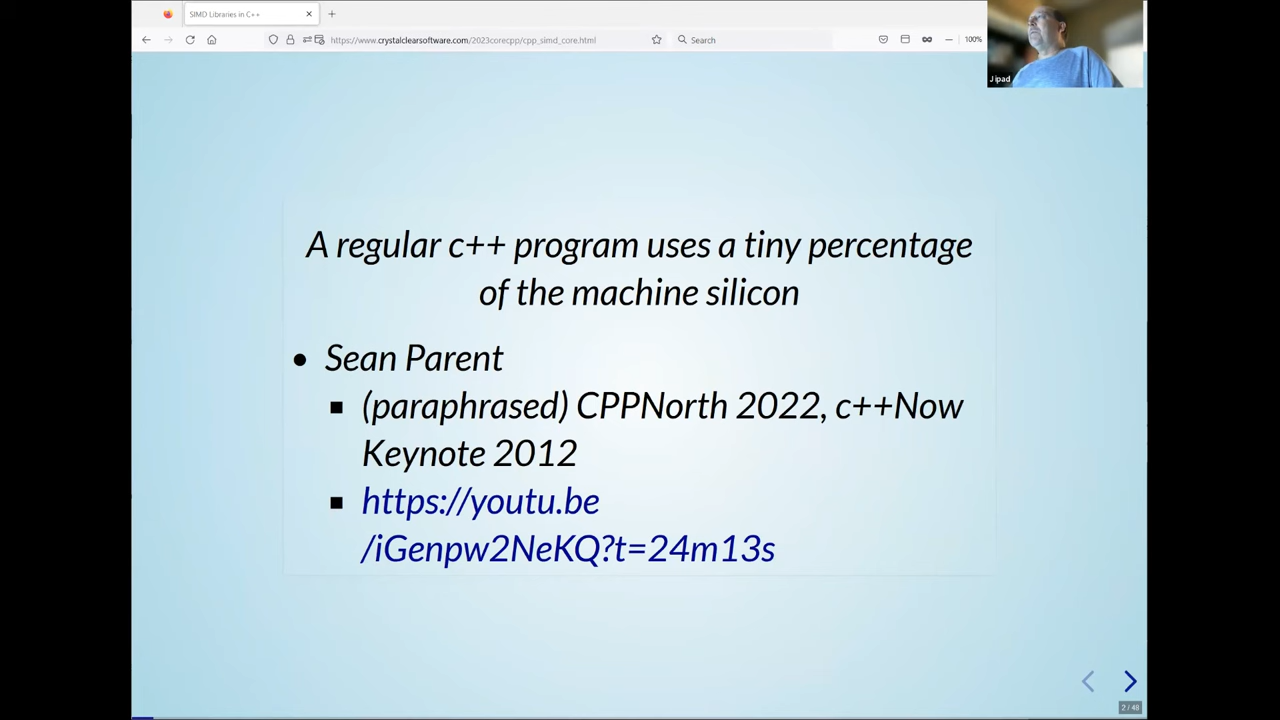 SIMD Libraries in C++
https://www.crystalclearsoftware.com/2023corecpp/cpp_simd_core.html
Search
100%
J ipad
A regular c++ program uses a tiny percentage
of the machine silicon
• Sean Parent
▪ (paraphrased) CPPNorth 2022, c++Now
Keynote 2012
▪ https://youtu.be
/iGenpw2NeKQ?t=24m13s
2 / 48